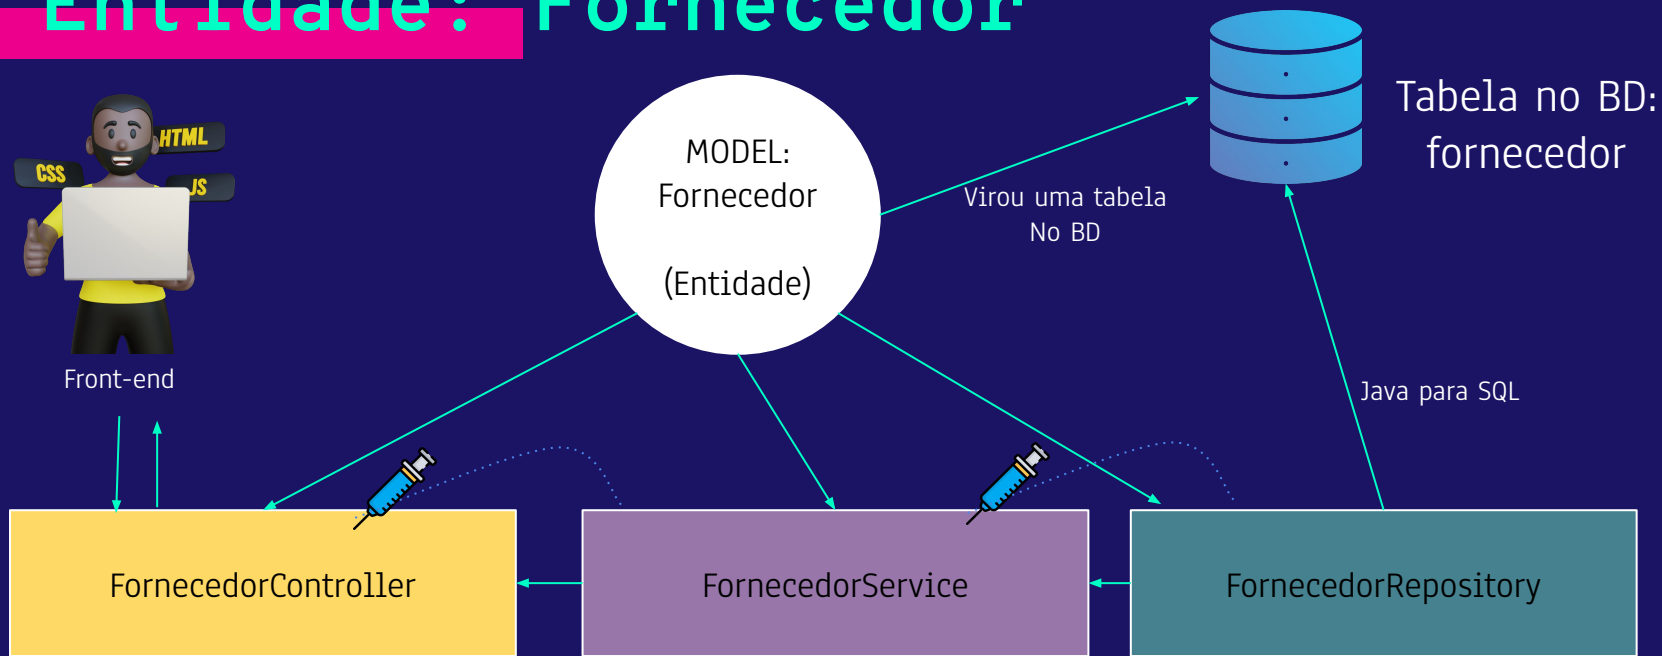 Entidade: Fornecedor
HTML
CSS
JS
Front-end
MODEL:
Fornecedor
(Entidade)
Virou uma tabela
No BD
Tabela no BD:
fornecedor
Java para SQL
FornecedorController
FornecedorService
FornecedorRepository